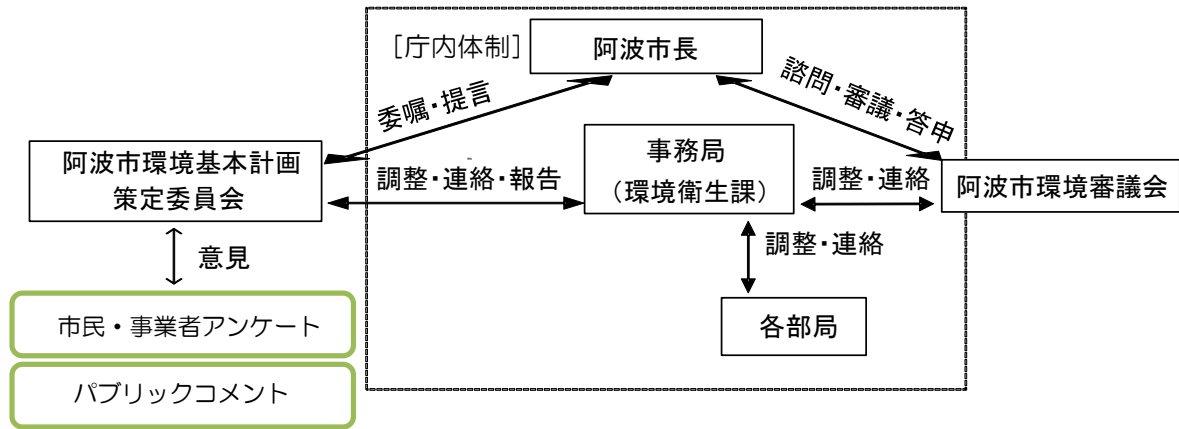 ［庁内体制］
阿波市長
委嘱・提言
諮問・審議・答申
阿波市環境基本計画
策定委員会
調整・連絡・報告
事務局
（環境衛生課）
調整・連絡
阿波市環境審議会
意見
調整・連絡
市民・事業者アンケート
各部局
パブリックコメント